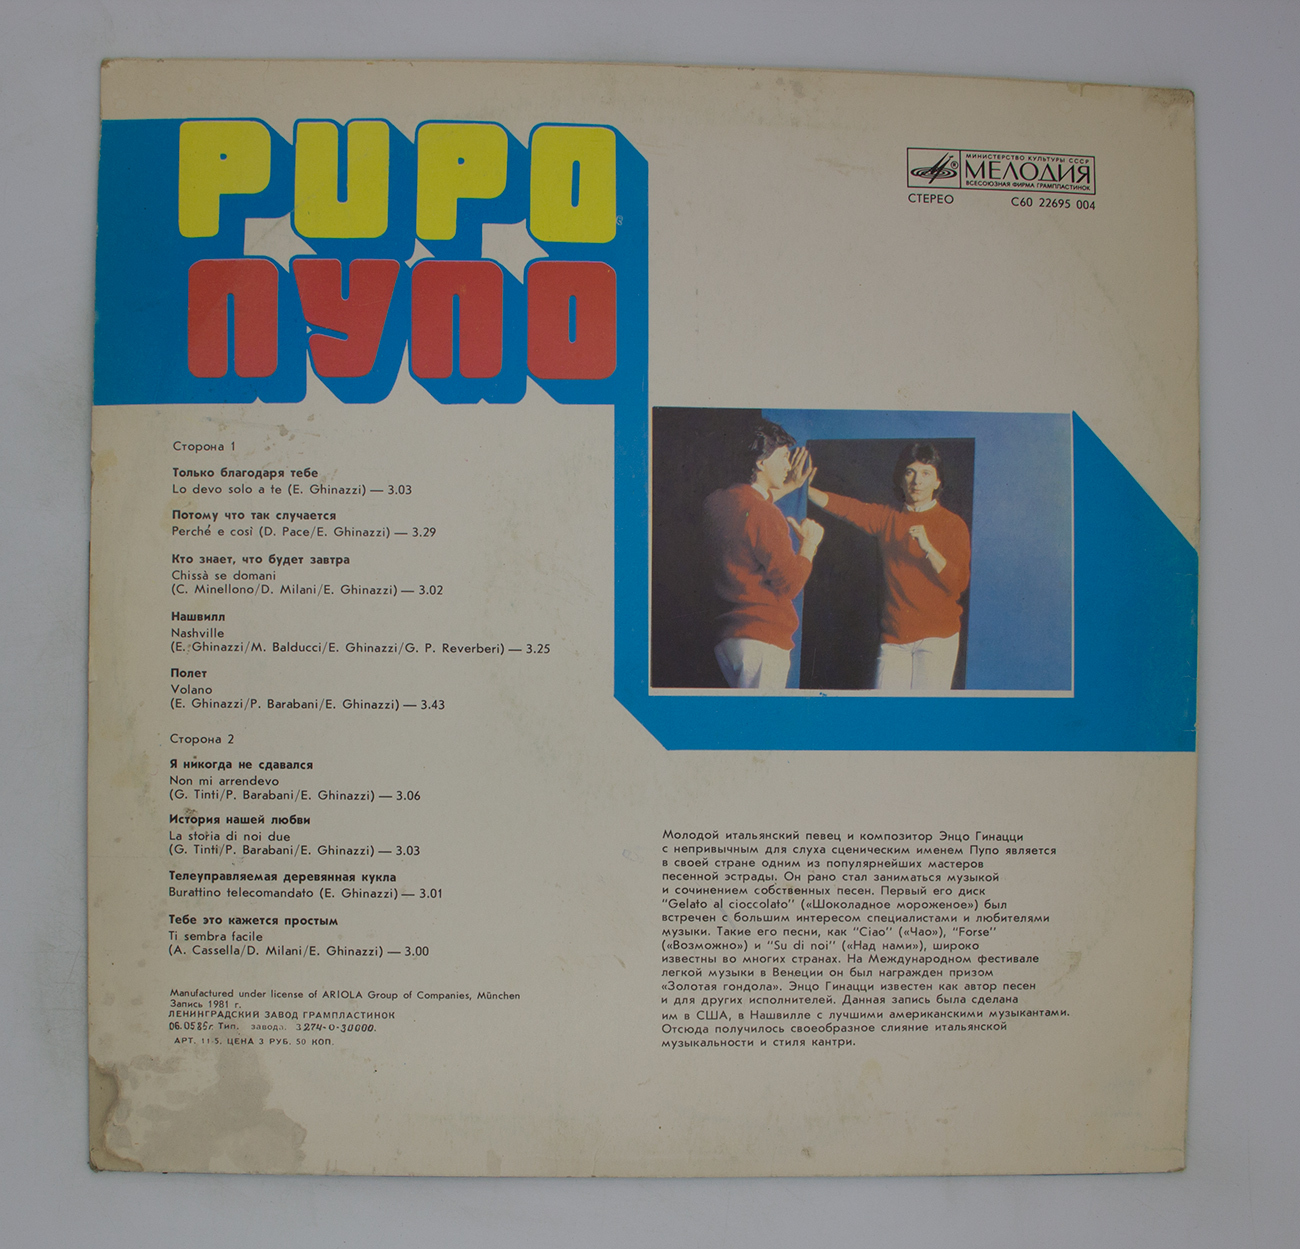 PUPO
ПУПО
МИНИСТЕРСТВО КУЛЬТУРЫ СССР
МЕЛОДИЯ
ВСЕСОЮЗНАЯ ФИРМА ГРАМПЛАСТИНОК
СТЕРЕО С60 22695 004
Сторона 1
Только благодаря тебе
Lo devo solo a te (E. Ghinazzi) — 3.03
Потому что так случается
Perché e così (D. Pace/E. Ghinazzi) — 3.29
Кто знает, что будет завтра
Chissà se domani
(C. Minellono/D. Milani/E. Ghinazzi) — 3.02
Нашвилл
Nashville
(E. Ghinazzi/M. Balducci/E. Ghinazzi/G. P. Reverberi) — 3.25
Полет
Volano
(E. Ghinazzi/P. Barabani/E. Ghinazzi) — 3.43
Сторона 2
Я никогда не сдавался
Non mi arrendevo
(G. Tinti/P. Barabani/E. Ghinazzi) — 3.06
История нашей любви
La storia di noi due
(G. Tinti/P. Barabani/E. Ghinazzi) — 3.03
Телеуправляемая деревянная кукла
Burattino telecomandato (E. Ghinazzi) — 3.01
Тебе это кажется простым
Ti sembra facile
(A. Cassella/D. Milani/E. Ghinazzi) — 3.00
Manufactured under license of ARIOLA Group of Companies, München
Запись 1981 г.
ЛЕНИНГРАДСКИЙ ЗАВОД ГРАМПЛАСТИНОК
06.0585г. Тип. завода. 3274-0-30000.
АРТ. 11-5. ЦЕНА 3 РУБ. 50 КОП.
Молодой итальянский певец и композитор Энцо Гинацци
с непривычным для слуха сценическим именем Пупо является
в своей стране одним из популярнейших мастеров
песенной эстрады. Он рано стал заниматься музыкой
и сочинением собственных песен. Первый его диск
"Gelato al cioccolato" («Шоколадное мороженое») был
встречен с большим интересом специалистами и любителями
музыки. Такие его песни, как "Ciao" («Чао»), "Forse"
(«Возможно») и "Su di noi" («Над нами»), широко
известны во многих странах. На Международном фестивале
легкой музыки в Венеции он был награжден призом
«Золотая гондола». Энцо Гинацци известен как автор песен
и для других исполнителей. Данная запись была сделана
им в США, в Нашвилле с лучшими американскими музыкантами.
Отсюда получилось своеобразное слияние итальянской
музыкальности и стиля кантри.